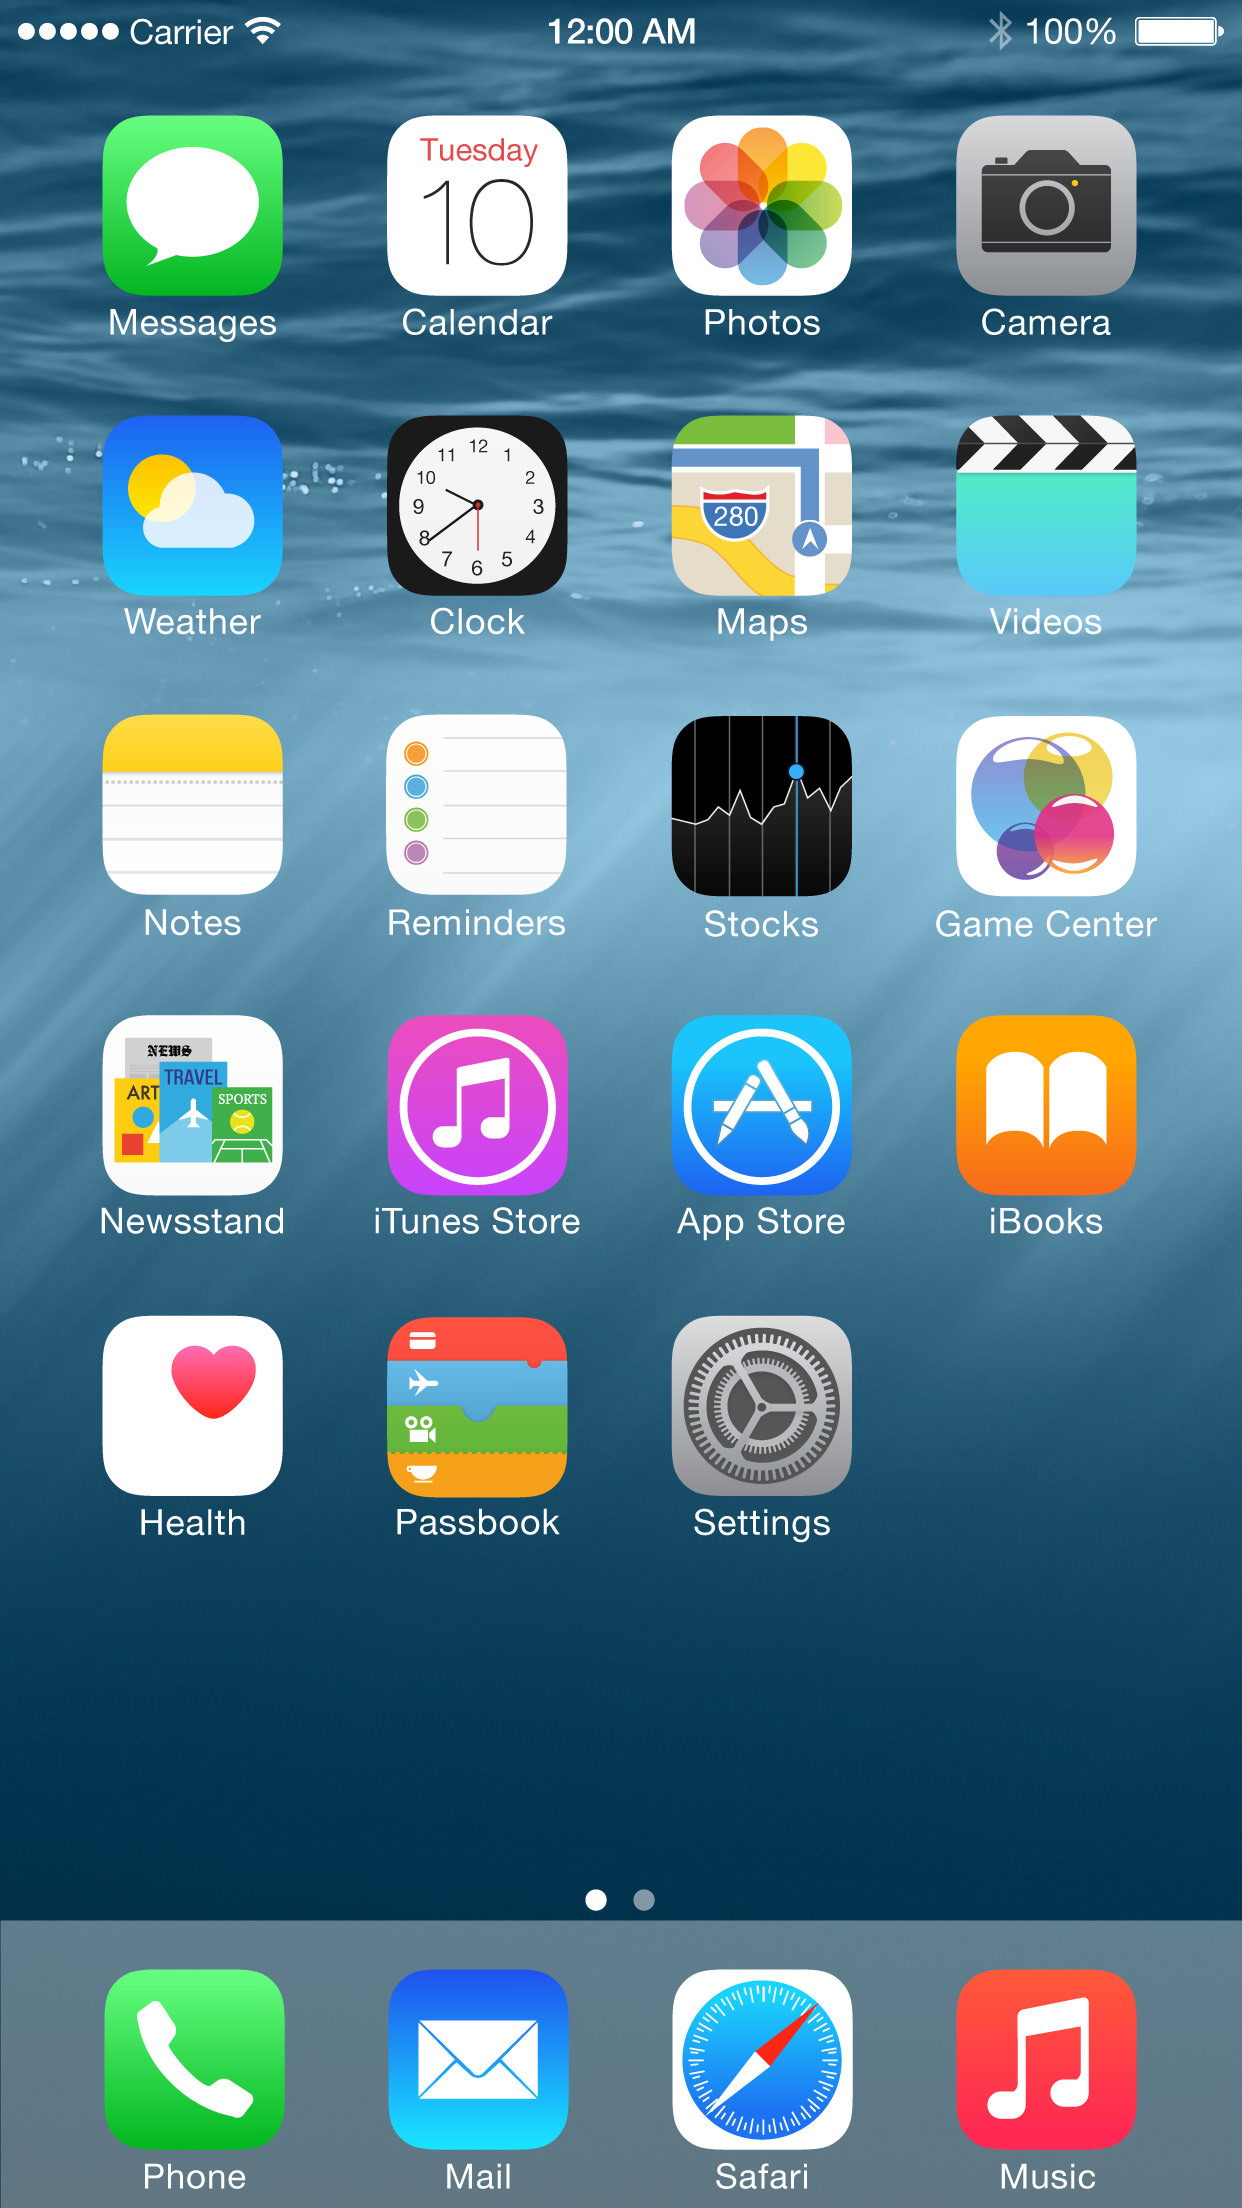 Carrier 12:00 AM 100%
Tuesday
10
Messages Calendar Photos Camera
12
11 1
10 2
9 3
8 4
7 5
6
280
Weather Clock Maps Videos
Notes Reminders Stocks Game Center
NEWS
TRAVEL
ART
SPORTS
Newsstand iTunes Store App Store iBooks
Health Passbook Settings
Phone Mail Safari Music